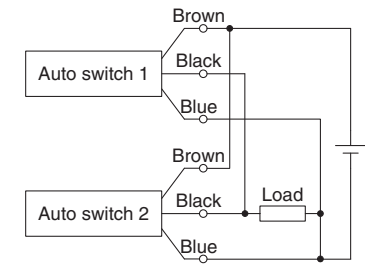 Brown
Auto switch 1
Black
Blue
Brown
Auto switch 2
Black
Load
Blue